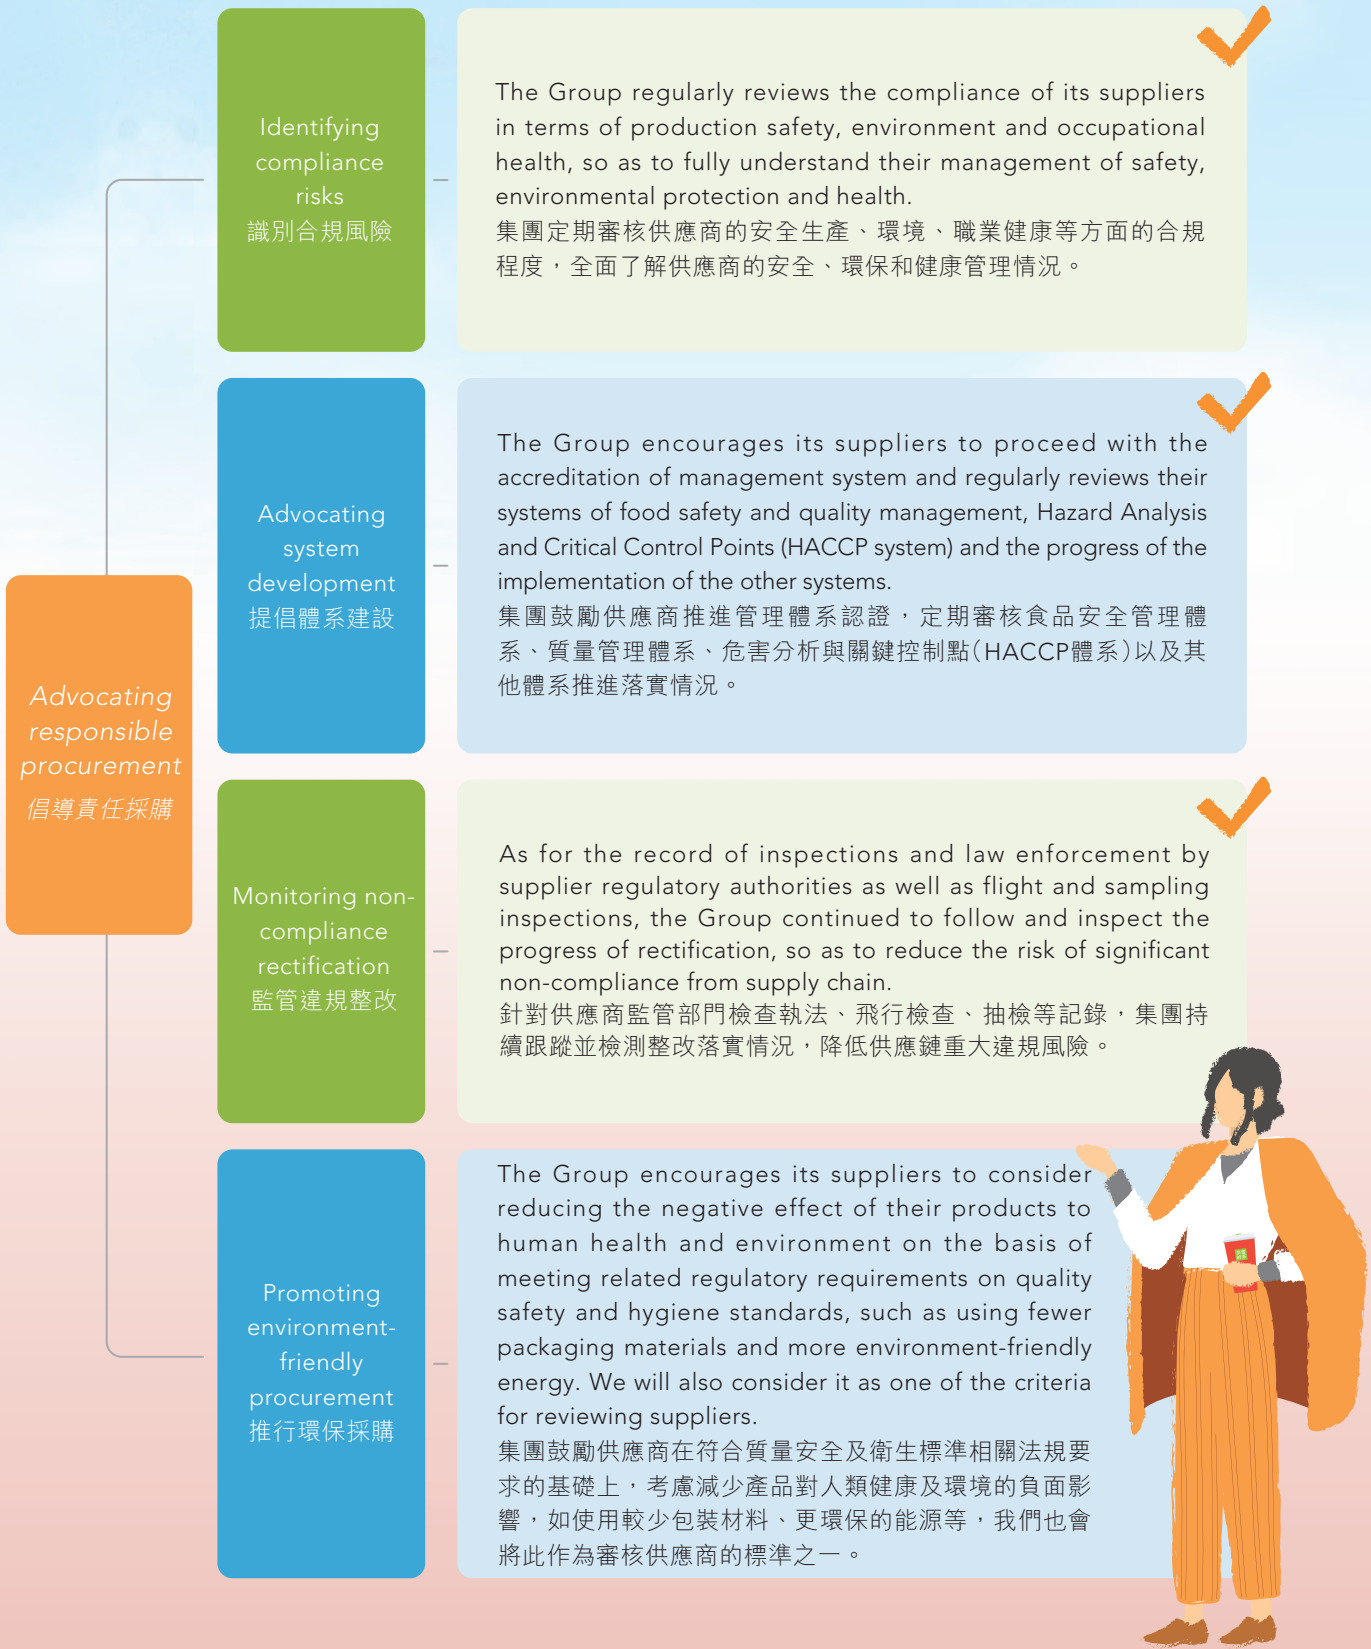 Advocating
responsible
procurement
倡導責任採購
Identifying
compliance
risks
識別合規風險
The Group regularly reviews the compliance of its suppliers
in terms of production safety, environment and occupational
health, so as to fully understand their management of safety,
environmental protection and health.
集團定期審核供應商的安全生產、環境、職業健康等方面的合規
程度，全面了解供應商的安全、環保和健康管理情況。
Advocating
system
development
提倡體系建設
The Group encourages its suppliers to proceed with the
accreditation of management system and regularly reviews their
systems of food safety and quality management, Hazard Analysis
and Critical Control Points (HACCP system) and the progress of the
implementation of the other systems.
集團鼓勵供應商推進管理體系認證，定期審核食品安全管理體
系、質量管理體系、危害分析與關鍵控制點(HACCP體系)以及其
他體系推進落實情況。
Monitoring non-
compliance
rectification
監管違規整改
As for the record of inspections and law enforcement by
supplier regulatory authorities as well as flight and sampling
inspections, the Group continued to follow and inspect the
progress of rectification, so as to reduce the risk of significant
non-compliance from supply chain.
針對供應商監管部門檢查執法、飛行檢查、抽檢等記錄，集團持
續跟蹤並檢測整改落實情況，降低供應鏈重大違規風險。
Promoting
environment-
friendly
procurement
推行環保採購
The Group encourages its suppliers to consider
reducing the negative effect of their products to
human health and environment on the basis of
meeting related regulatory requirements on quality
safety and hygiene standards, such as using fewer
packaging materials and more environment-friendly
energy. We will also consider it as one of the criteria
for reviewing suppliers.
集團鼓勵供應商在符合質量安全及衛生標準相關法規要
求的基礎上，考慮減少產品對人類健康及環境的負面影
響，如使用較少包裝材料、更環保的能源等，我們也會
將此作為審核供應商的標準之一。